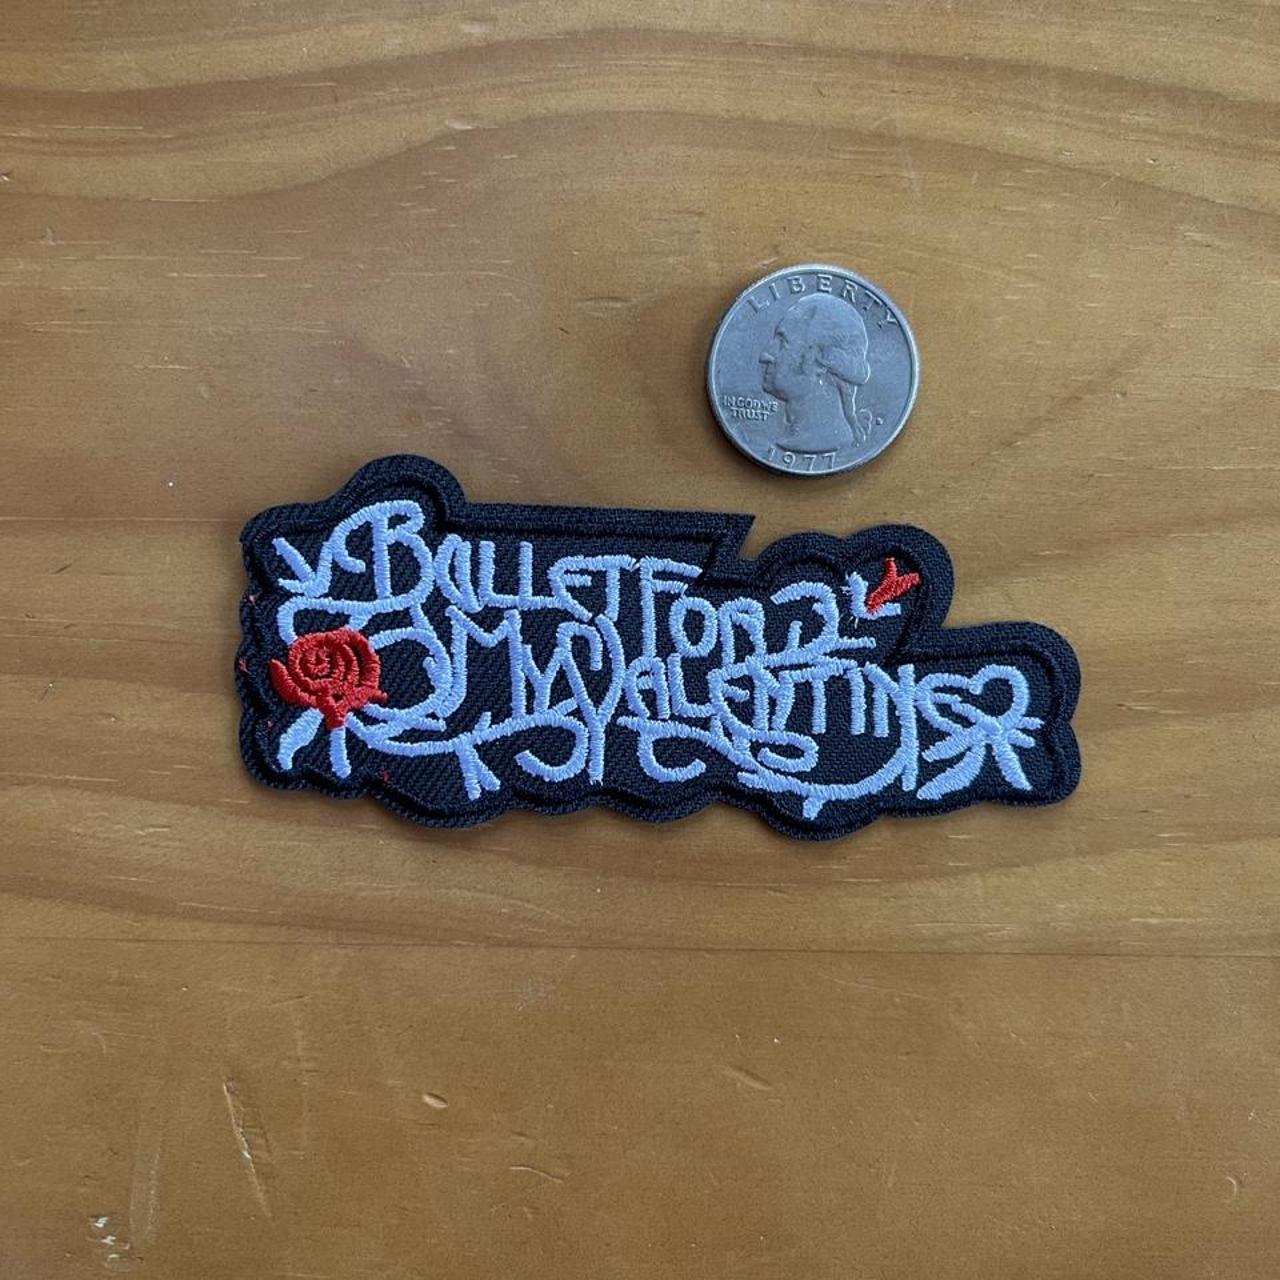 LIBERTY
IN GOD WE
TRUST
D
1977
BULLET FOR
MY VALENTINE